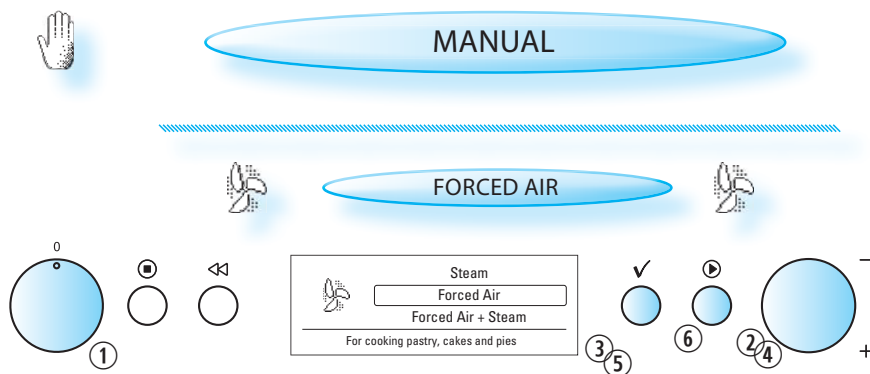 MANUAL
FORCED AIR
0
Steam
Forced Air
Forced Air + Steam
For cooking pastry, cakes and pies
−
+
① ③ ⑤ ⑥ ② ④